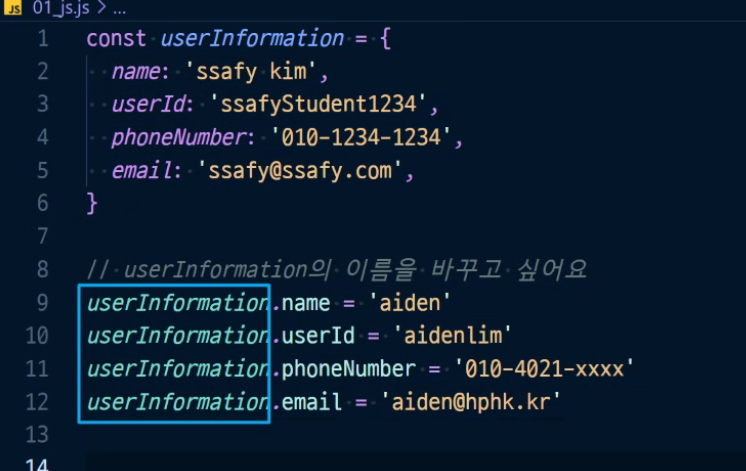 JS 01_js.js > ...
1 const userInformation = {
2 name: 'ssafy kim',
3 userId: 'ssafyStudent1234',
4 phoneNumber: '010-1234-1234',
5 email: 'ssafy@ssafy.com',
6 }
7
8 // userInformation의 이름을 바꾸고 싶어요
9 userInformation.name = 'aiden'
10 userInformation.userId = 'aidenlim'
11 userInformation.phoneNumber = '010-4021-xxxx'
12 userInformation.email = 'aiden@hphk.kr'
13
14